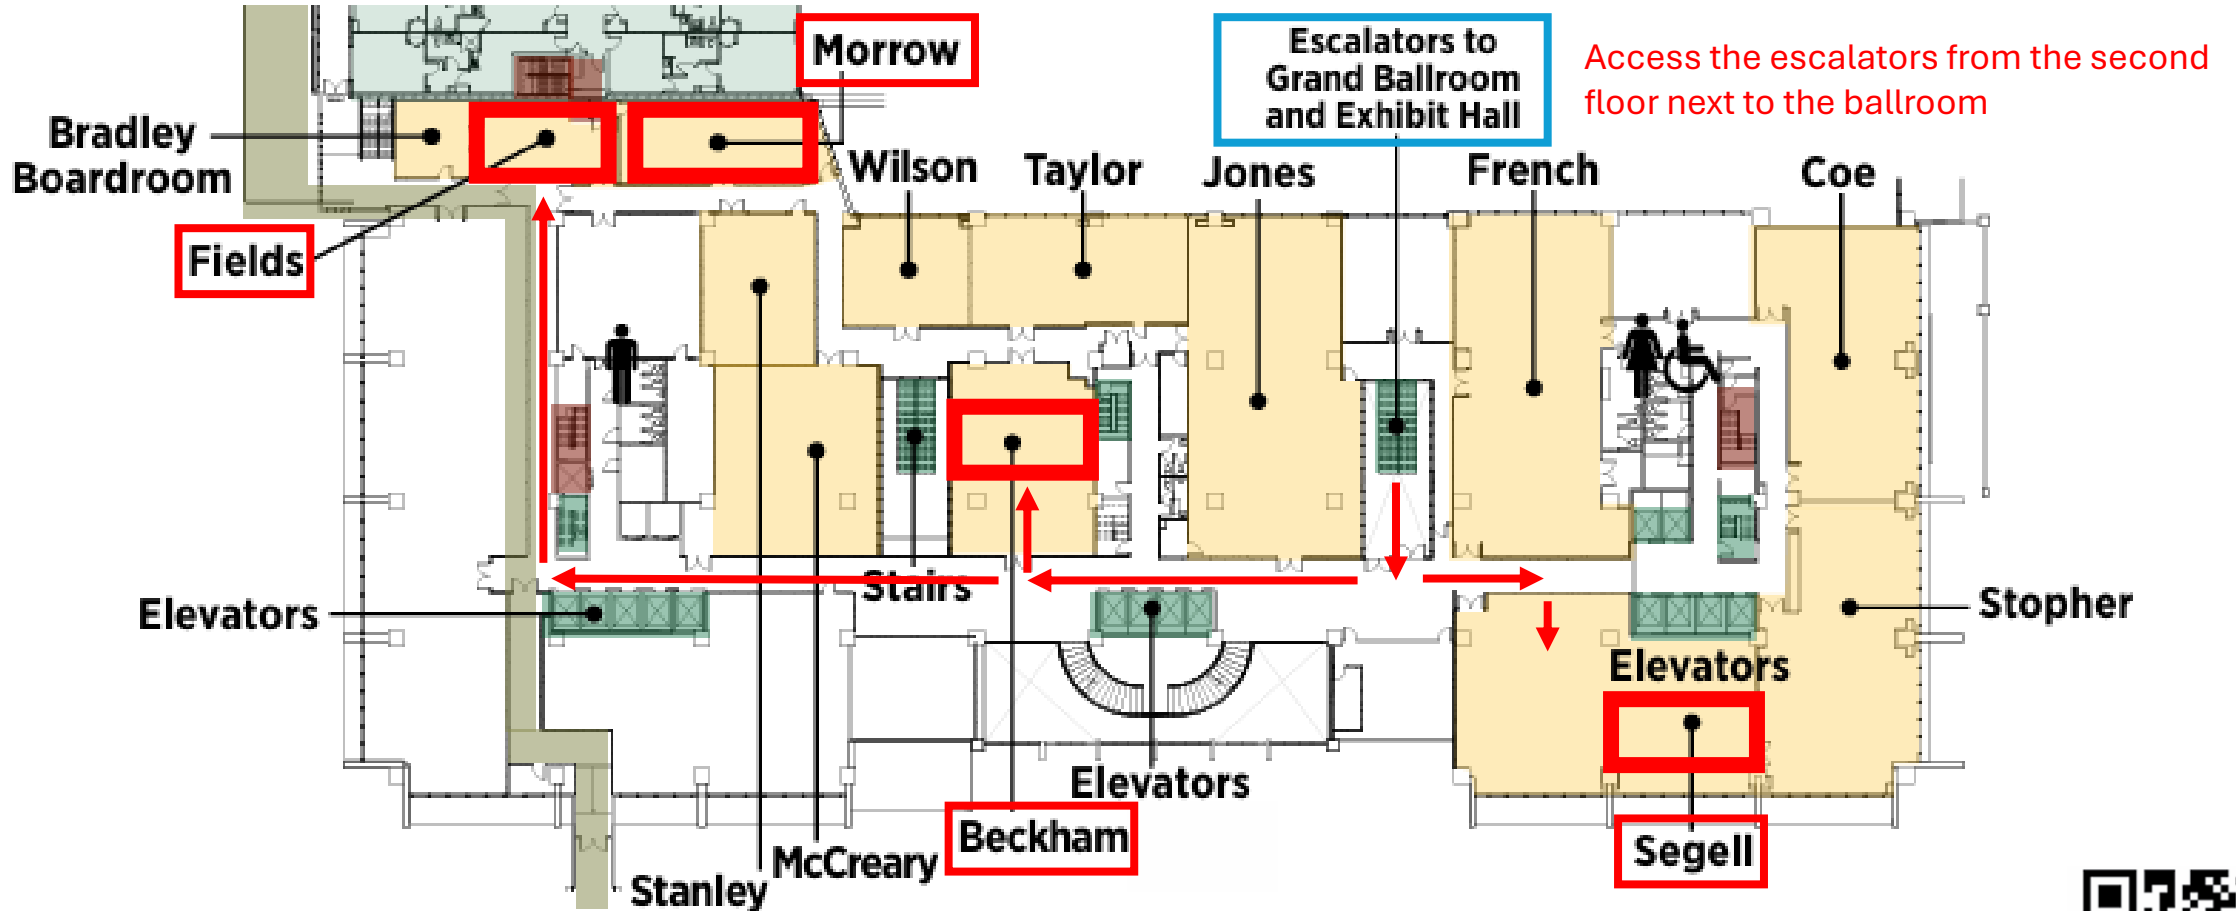 Morrow
Escalators to
Grand Ballroom
and Exhibit Hall
Access the escalators from the second
floor next to the ballroom
Bradley
Boardroom
Wilson
Taylor
Jones
French
Coe
Fields
Stairs
Elevators
Stopher
Elevators
Elevators
Beckham
Segell
McCreary
Stanley